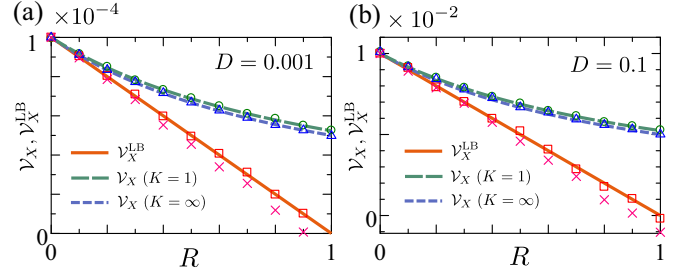 (a)
1 ×10⁻⁴
D = 0.001
𝒱_X, 𝒱_X^LB
𝒱_X^LB
𝒱_X (K = 1)
𝒱_X (K = ∞)
0
0 R 1
(b)
1 × 10⁻²
D = 0.1
𝒱_X, 𝒱_X^LB
𝒱_X^LB
𝒱_X (K = 1)
𝒱_X (K = ∞)
0
0 R 1